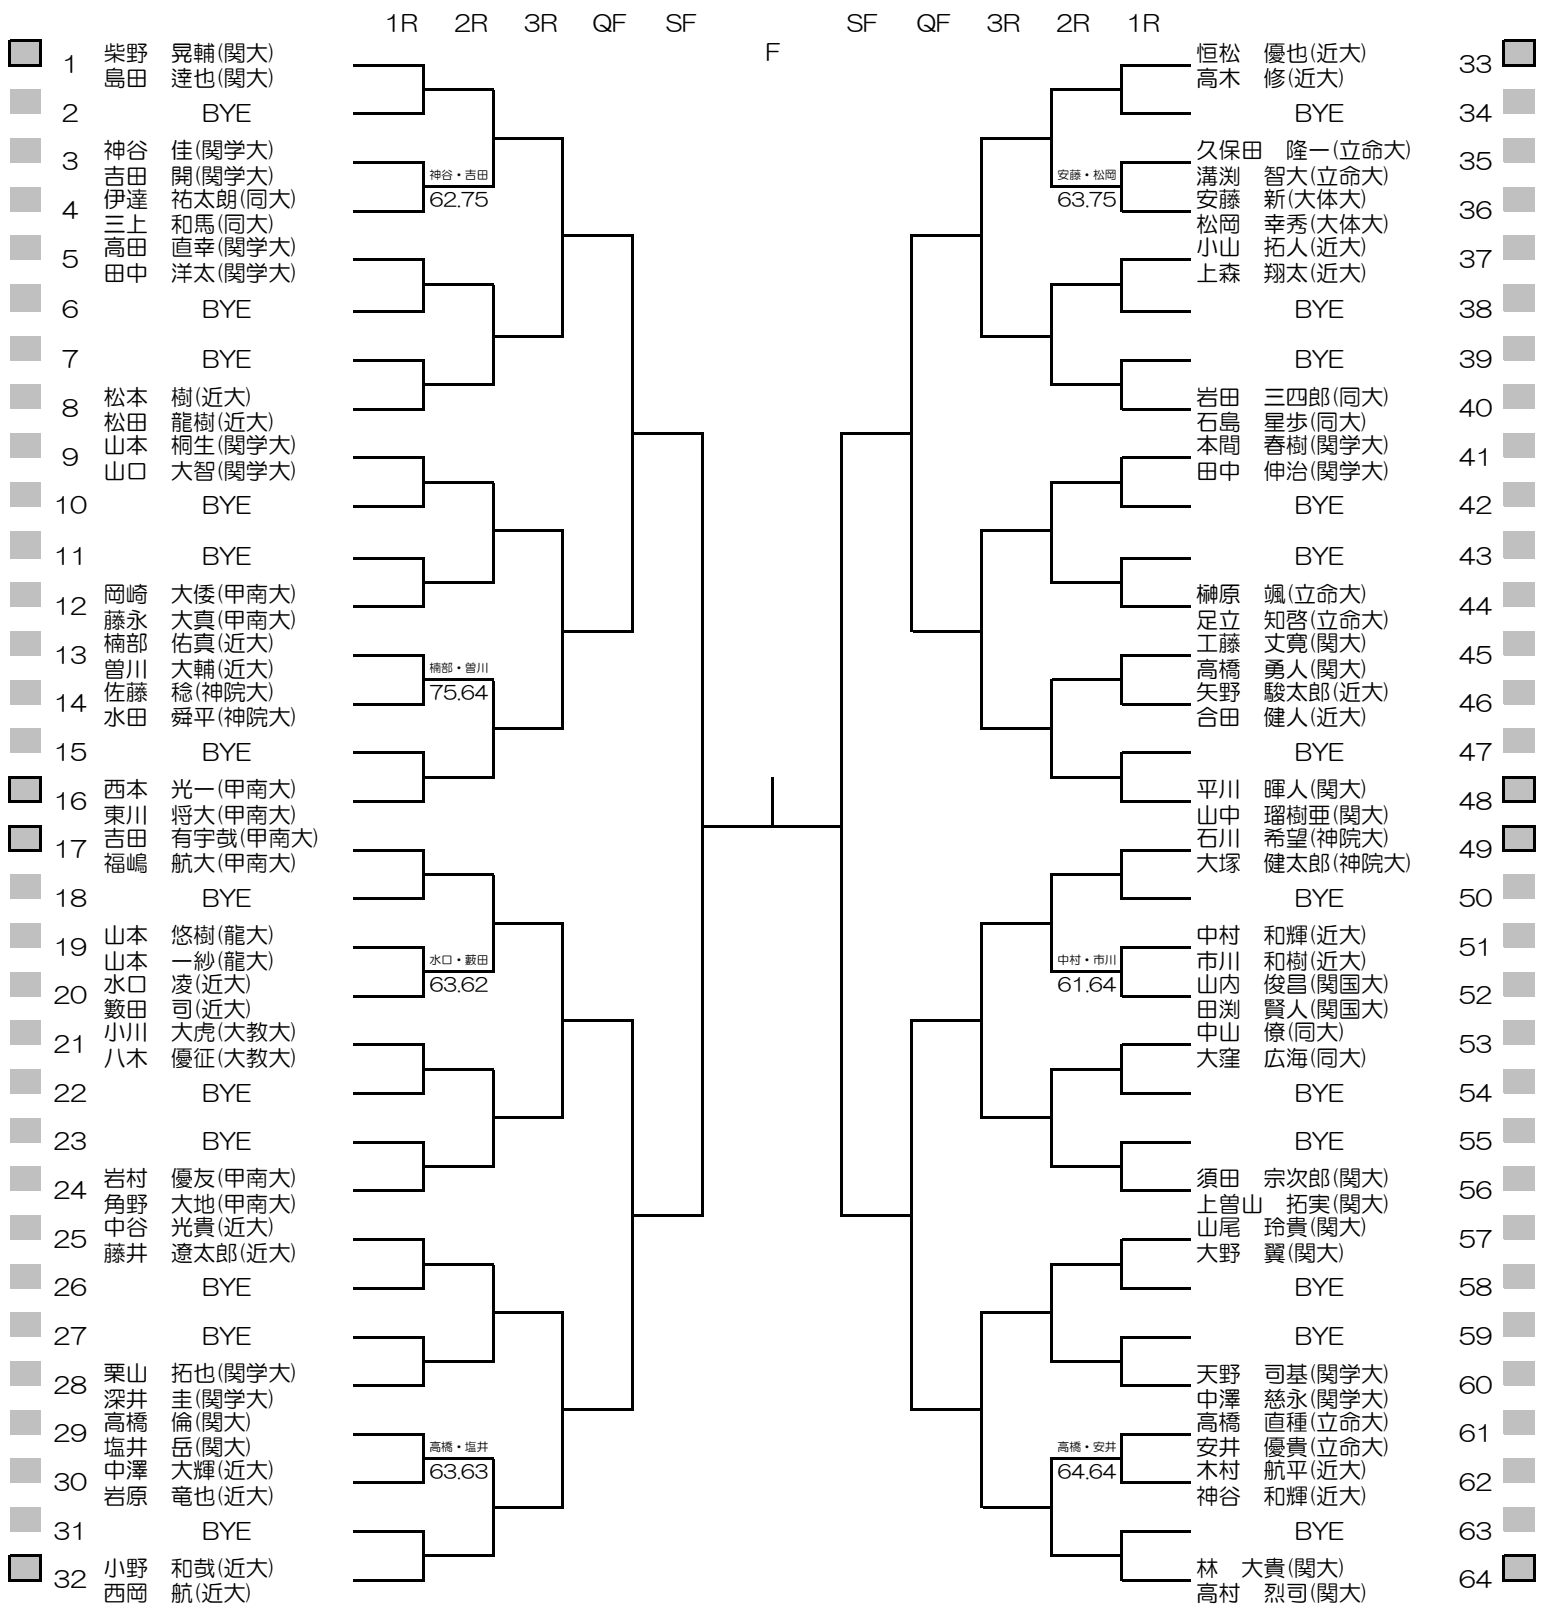 1R 2R 3R QF SF F SF QF 3R 2R 1R
1 柴野 晃輔(関大)
島田 達也(関大)
2 BYE
3 神谷 佳(関学大)
吉田 開(関学大)
神谷・吉田
62.75
4 伊達 祐太朗(同大)
三上 和馬(同大)
5 高田 直幸(関学大)
田中 洋太(関学大)
6 BYE
7 BYE
8 松本 樹(近大)
松田 龍樹(近大)
9 山本 桐生(関学大)
山口 大智(関学大)
10 BYE
11 BYE
12 岡崎 大倭(甲南大)
藤永 大真(甲南大)
13 楠部 佑真(近大)
曽川 大輔(近大)
楠部・曽川
75.64
14 佐藤 稔(神院大)
水田 舜平(神院大)
15 BYE
16 西本 光一(甲南大)
東川 将大(甲南大)
17 吉田 有宇哉(甲南大)
福嶋 航大(甲南大)
18 BYE
19 山本 悠樹(龍大)
山本 一紗(龍大)
水口・藪田
63.62
20 水口 凌(近大)
籔田 司(近大)
21 小川 大虎(大教大)
八木 優征(大教大)
22 BYE
23 BYE
24 岩村 優友(甲南大)
角野 大地(甲南大)
25 中谷 光貴(近大)
藤井 遼太郎(近大)
26 BYE
27 BYE
28 栗山 拓也(関学大)
深井 圭(関学大)
29 高橋 倫(関大)
塩井 岳(関大)
高橋・塩井
63.63
30 中澤 大輝(近大)
岩原 竜也(近大)
31 BYE
32 小野 和哉(近大)
西岡 航(近大)
恒松 優也(近大) 33
高木 修(近大)
BYE 34
久保田 隆一(立命大) 35
溝渕 智大(立命大)
安藤・松岡
63.75
安藤 新(大体大) 36
松岡 幸秀(大体大)
小山 拓人(近大) 37
上森 翔太(近大)
BYE 38
BYE 39
岩田 三四郎(同大) 40
石島 星歩(同大)
本間 春樹(関学大) 41
田中 伸治(関学大)
BYE 42
BYE 43
榊原 颯(立命大) 44
足立 知啓(立命大)
工藤 丈寛(関大) 45
高橋 勇人(関大)
矢野 駿太郎(近大) 46
合田 健人(近大)
BYE 47
平川 暉人(関大) 48
山中 瑠樹亜(関大)
石川 希望(神院大) 49
大塚 健太郎(神院大)
BYE 50
中村 和輝(近大) 51
市川 和樹(近大)
中村・市川
61.64
山内 俊昌(関国大) 52
田渕 賢人(関国大)
中山 僚(同大) 53
大窪 広海(同大)
BYE 54
BYE 55
須田 宗次郎(関大) 56
上曽山 拓実(関大)
山尾 玲貴(関大) 57
大野 翼(関大)
BYE 58
BYE 59
天野 司基(関学大) 60
中澤 慈永(関学大)
高橋 直種(立命大) 61
安井 優貴(立命大)
高橋・安井
64.64
木村 航平(近大) 62
神谷 和輝(近大)
BYE 63
林 大貴(関大) 64
高村 烈司(関大)